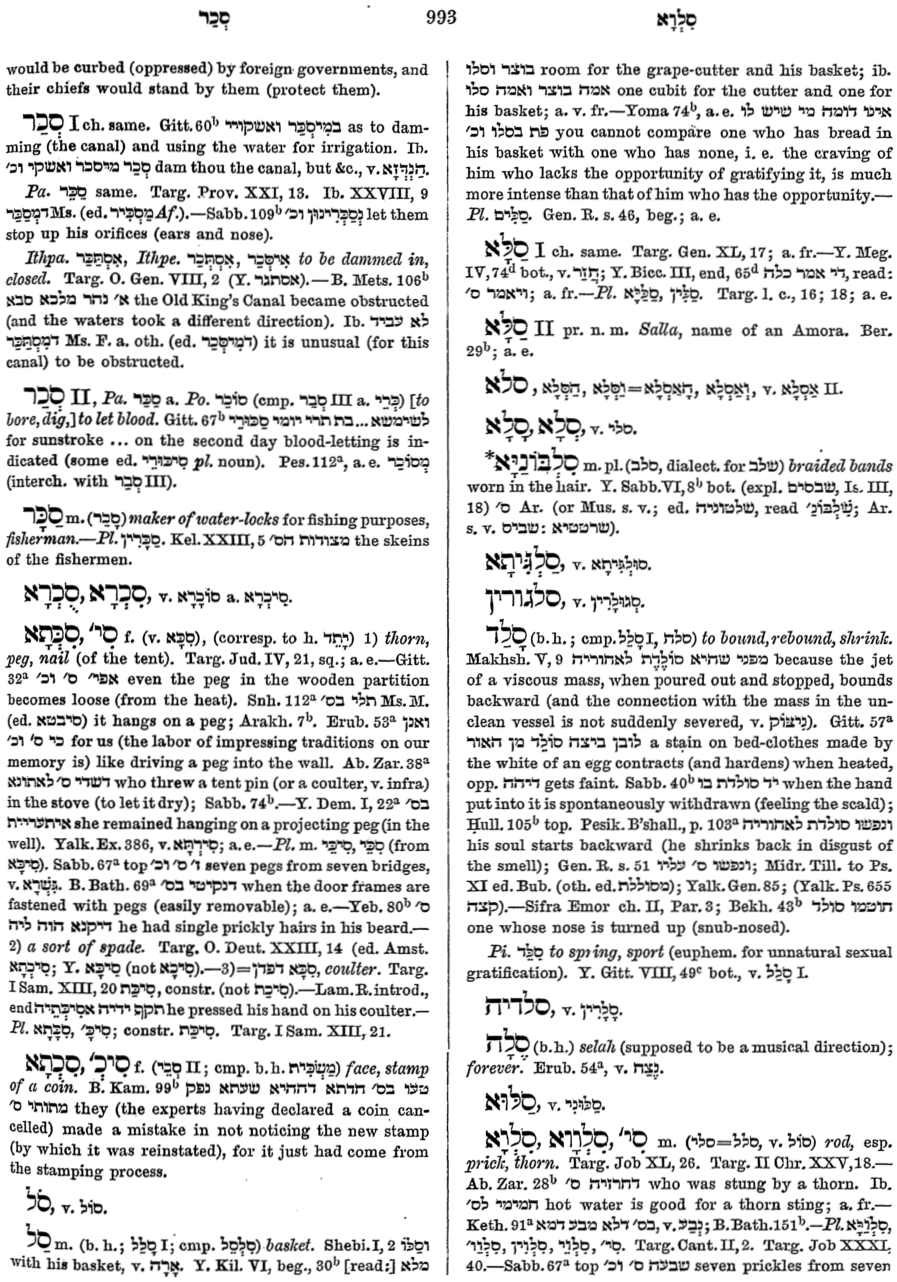 סְכַר
993
סִלְוָא
would be curbed (oppressed) by foreign governments, and
their chiefs would stand by them (protect them).
סְכַר I ch. same. Gitt. 60ᵇ במיסְכַּר ואשקויי as to dam-
ming (the canal) and using the water for irrigation. Ib.
סכר מיסכר ואשקי וכ׳ dam thou the canal, but &c., v. הִנְדְּזָא.
Pa. סַכֵּר same. Targ. Prov. XXI, 13. Ib. XXVIII, 9
דמְסַכַּר Ms. (ed. מַסְכִּיר Af.).—Sabb. 109ᵇ נְסַכְּרִינוּן וכ׳ let them
stop up his orifices (ears and nose).
Ithpa. אִסְתַּכַּר, Ithpe. אִסְתְּכַר, אִיסְּכַר to be dammed in,
closed. Targ. O. Gen. VIII, 2 (Y. אסתגר).—B. Mets. 106ᵇ
א׳ נהר מלכא סבא the Old King's Canal became obstructed
(and the waters took a different direction). Ib. לא עביד
דמִסְתַּכַּר Ms. F. a. oth. (ed. דמִיסְּכַר) it is unusual (for this
canal) to be obstructed.
סְכַר II, Pa. סַכֵּר a. Po. סוֹכַר (cmp. סְבַר III a. כְּרֵי) [to
bore, dig,] to let blood. Gitt. 67ᵇ לשימשא...בת תרי יומי סַכּוּרֵי
for sunstroke ... on the second day blood-letting is in-
dicated (some ed. סִיכּוּרֵי pl. noun). Pes. 112ᵃ, a. e. מְסוֹכַר
(interch. with סְבַר III).
סַכָּר m. (סָכַר) maker of water-locks for fishing purposes,
fisherman.—Pl. סַכָּרִין. Kel. XXIII, 5 מצודות הס׳ the skeins
of the fishermen.
סִכְרָא, סֻכְרָא, v. סוּכְרָא a. סִיכְרָא.
סִכְּתָא, סִי׳ f. (v. סִכָּא), (corresp. to h. יָתֵד) 1) thorn,
peg, nail (of the tent). Targ. Jud. IV, 21, sq.; a. e.—Gitt.
32ᵃ אפי׳ ס׳ וכ׳ even the peg in the wooden partition
becomes loose (from the heat). Snh. 112ᵃ תלי בס׳ Ms. M.
(ed. סיבטא) it hangs on a peg; Arakh. 7ᵇ. Erub. 53ᵃ ואנן
כי ס׳ וכ׳ for us (the labor of impressing traditions on our
memory is) like driving a peg into the wall. Ab. Zar. 38ᵃ
דשדי ס׳ לאתונא who threw a tent pin (or a coulter, v. infra)
in the stove (to let it dry); Sabb. 74ᵇ.—Y. Dem. I, 22ᵃ בס׳
איתעריית she remained hanging on a projecting peg (in the
well). Yalk. Ex. 386, v. סִירְתָּא; a. e.—Pl. m. סִכֵּי, סִיכֵּי (from
סִיכָּא). Sabb. 67ᵃ top ז׳ ס׳ וכ׳ seven pegs from seven bridges,
v. גִּשְׁרָא. B. Bath. 69ᵃ דנקיטי בס׳ when the door frames are
fastened with pegs (easily removable); a. e.—Yeb. 80ᵇ ס׳
דיקנא הוה ליה he had single prickly hairs in his beard.—
2) a sort of spade. Targ. O. Deut. XXIII, 14 (ed. Amst.
סִיכְּתָא; Y. סִיכָּא (not סֵיכָּא).—3)=סִכָּא דפדן, coulter. Targ.
I Sam. XIII, 20 סִיכַּת, constr. (not סֵיכַת).—Lam. R. introd.,
end תקף ידיה אסִיכְּתֵיהּ he pressed his hand on his coulter.—
Pl. סִכָּתָא, סִיכָּ׳; constr. סִיכַּת. Targ. I Sam. XIII, 21.
סִכְתָא, סִיכְ׳ f. (סְכֵי II; cmp. b. h. מַשְׂכִּית) face, stamp
of a coin. B. Kam. 99ᵇ טעו בס׳ חדתא דההיא שעתא נפק
מתותי ס׳ they (the experts having declared a coin can-
celled) made a mistake in not noticing the new stamp
(by which it was reinstated), for it just had come from
the stamping process.
סֹל, v. סוֹל.
סַל m. (b. h.; סָלַל I; cmp. סַלְסֵל) basket. Shebi. I, 2 וסַלּוֹ
with his basket, v. אָרָה. Y. Kil. VI, beg., 30ᵇ [read:] מלא
בוצר וסלו room for the grape-cutter and his basket; ib.
אמה בוצר ואמה סלו one cubit for the cutter and one for
his basket; a. v. fr.—Yoma 74ᵇ, a. e. אינו דומה מי שיש לו
פת בסלו וכ׳ you cannot compare one who has bread in
his basket with one who has none, i. e. the craving of
him who lacks the opportunity of gratifying it, is much
more intense than that of him who has the opportunity.—
Pl. סַלִּים. Gen. R. s. 46, beg.; a. e.
סַלָּא I ch. same. Targ. Gen. XL, 17; a. fr.—Y. Meg.
IV, 74ᵈ bot., v. חֲזַר; Y. Bicc. III, end, 65ᵈ די אמר כלה, read:
ויאמר ס׳; a. fr.—Pl. סַלִּין, סַלַּיָּא. Targ. l. c., 16; 18; a. e.
סַלָּא II pr. n. m. Salla, name of an Amora. Ber.
29ᵇ; a. e.
סלא, הַסְּלָא, וּסְּלָא=הָאַסְלָא, וְאַסְלָא, v. אַסְלָא II.
סְלָא, סָלָא, v. סלי.
*סִלְבּוֹנַיָּא m. pl. (סלב, dialect. for שלב) braided bands
worn in the hair. Y. Sabb. VI, 8ᵇ bot. (expl. שבסים, Is. III,
18) ס׳ Ar. (or Mus. s. v.; ed. שלטוניה, read שִׁלְבּוֹנַ׳; Ar.
s. v. שביס: שרטטיא).
סַלְגִּיתָא, v. סוּלְגִּיתָא.
סלגורין, v. סְגוּלָרִין.
סָלַד (b. h.; cmp. סָלַל I, סלה) to bound, rebound, shrink.
Makhsh. V, 9 מפני שהיא סוֹלֶדֶת לאחוריה because the jet
of a viscous mass, when poured out and stopped, bounds
backward (and the connection with the mass in the un-
clean vessel is not suddenly severed, v. נִיצּוֹק). Gitt. 57ᵃ
לובן ביצה סולד מן האור a stain on bed-clothes made by
the white of an egg contracts (and hardens) when heated,
opp. דיהה gets faint. Sabb. 40ᵇ יד סולדת בו when the hand
put into it is spontaneously withdrawn (feeling the scald);
Ḥull. 105ᵇ top. Pesik. B'shall., p. 103ᵃ ונפשו סולדת לאחוריה
his soul starts backward (he shrinks back in disgust of
the smell); Gen. R. s. 51 ונפשו ס׳ עליו; Midr. Till. to Ps.
XI ed. Bub. (oth. ed. מסוללת); Yalk. Gen. 85; (Yalk. Ps. 655
קצה).—Sifra Emor ch. II, Par. 3; Bekh. 43ᵇ חוטמו סולד
one whose nose is turned up (snub-nosed).
Pi. סִלֵּד to spring, sport (euphem. for unnatural sexual
gratification). Y. Gitt. VIII, 49ᶜ bot., v. סָלַל I.
סלדיה, v. סָלָרִין.
סֶלָה (b. h.) selah (supposed to be a musical direction);
forever. Erub. 54ᵃ, v. נֶצַח.
סַלּוּא, v. סַלּוּנֵי.
סִלְוָא, סִלְוָוא, סִי׳ m. (סלל=סלי, v. סוֹל) rod, esp.
prick, thorn. Targ. Job XL, 26. Targ. II Chr. XXV, 18.—
Ab. Zar. 28ᵇ דחרזיה ס׳ who was stung by a thorn. Ib.
חמימי לס׳ hot water is good for a thorn sting; a. fr.—
Keth. 91ᵃ בס׳ דלא מבע דמא, v. נְבַע; B. Bath. 151ᵇ.—Pl. סִלְוַיָּא,
סִלְוֵי, סִלְוִין, סִלְוָן, סִי׳. Targ. Cant. II, 2. Targ. Job XXXI,
40.—Sabb. 67ᵃ top שבעה ס׳ וכ׳ seven prickles from seven